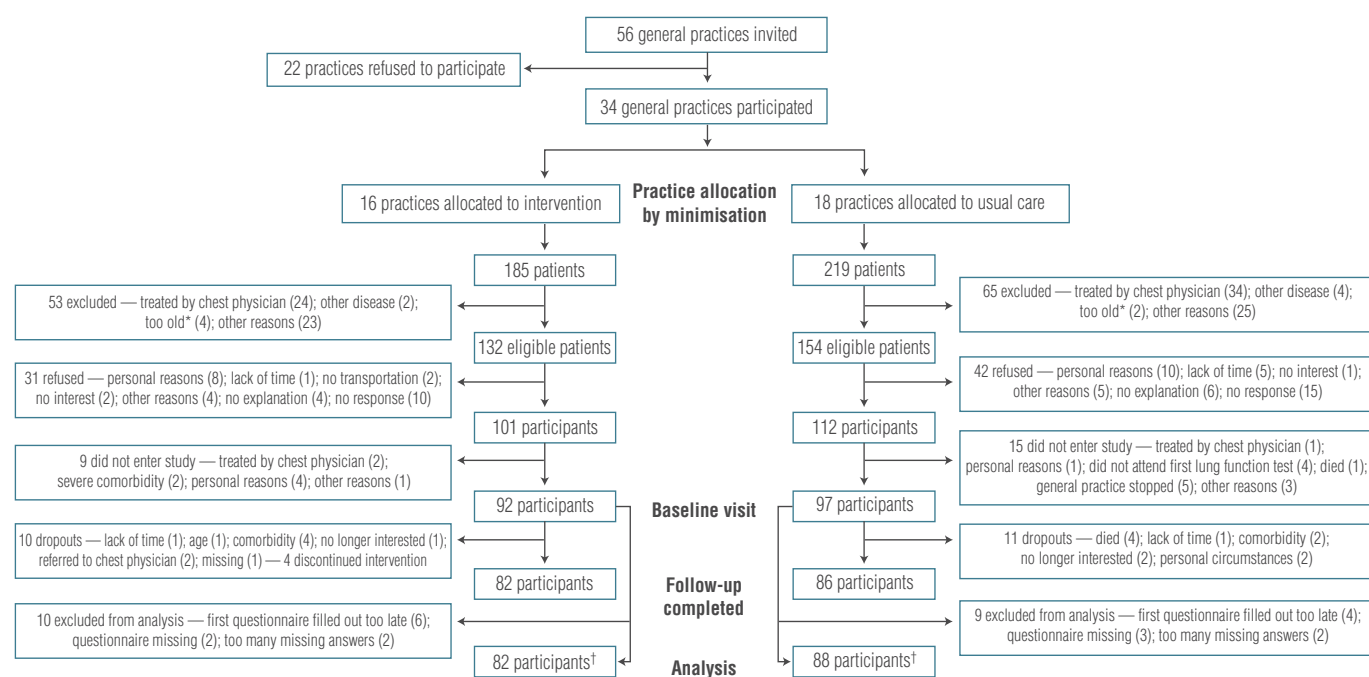 56 general practices invited
22 practices refused to participate
34 general practices participated
Practice allocation
by minimisation
16 practices allocated to intervention
18 practices allocated to usual care
185 patients
219 patients
53 excluded — treated by chest physician (24); other disease (2);
too old* (4); other reasons (23)
65 excluded — treated by chest physician (34); other disease (4);
too old* (2); other reasons (25)
132 eligible patients
154 eligible patients
31 refused — personal reasons (8); lack of time (1); no transportation (2);
no interest (2); other reasons (4); no explanation (4); no response (10)
42 refused — personal reasons (10); lack of time (5); no interest (1);
other reasons (5); no explanation (6); no response (15)
101 participants
112 participants
9 did not enter study — treated by chest physician (2);
severe comorbidity (2); personal reasons (4); other reasons (1)
15 did not enter study — treated by chest physician (1);
personal reasons (1); did not attend first lung function test (4); died (1);
general practice stopped (5); other reasons (3)
92 participants
Baseline visit
97 participants
10 dropouts — lack of time (1); age (1); comorbidity (4); no longer interested (1);
referred to chest physician (2); missing (1) — 4 discontinued intervention
11 dropouts — died (4); lack of time (1); comorbidity (2);
no longer interested (2); personal circumstances (2)
82 participants
Follow-up
completed
86 participants
10 excluded from analysis — first questionnaire filled out too late (6);
questionnaire missing (2); too many missing answers (2)
9 excluded from analysis — first questionnaire filled out too late (4);
questionnaire missing (3); too many missing answers (2)
82 participants†
Analysis
88 participants†